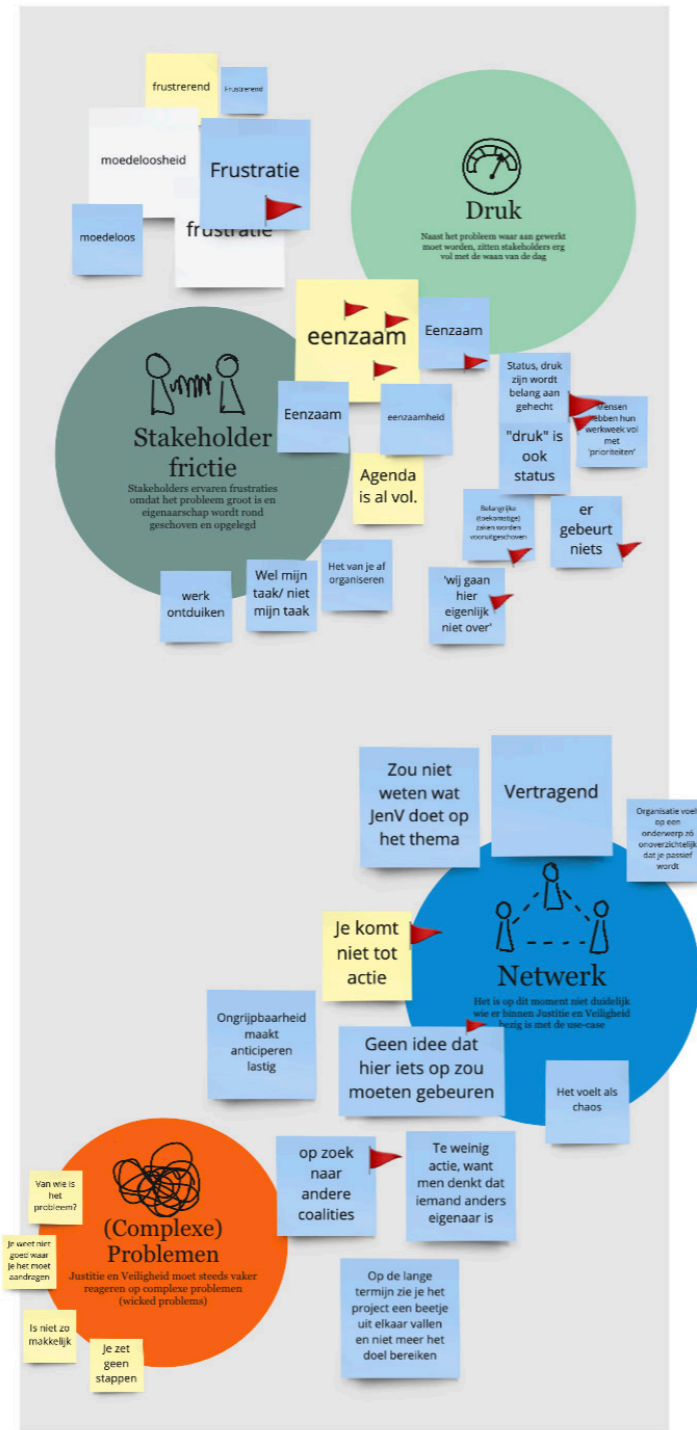 frustrerend
Frustrerend
moedeloosheid
Frustratie
moedeloos
frustratie
Druk
Naast het probleem waar aan gewerkt
moet worden, zitten stakeholders erg
vol met de waan van de dag
eenzaam
Eenzaam
Eenzaam
eenzaamheid
Stakeholder
frictie
Stakeholders ervaren frustraties
omdat het probleem groot is en
eigenaarschap wordt rond
geschoven en opgelegd
Agenda
is al vol.
Status, druk
zijn wordt
belang aan
gehecht
"druk" is
ook
status
Mensen
hebben hun
werkweek vol
met
'prioriteiten'
Belangrijke
(toekomstige)
zaken worden
vooruitgeschoven
er
gebeurt
niets
'wij gaan
hier
eigenlijk
niet over'
werk
ontduiken
Wel mijn
taak/ niet
mijn taak
Het van je af
organiseren
Zou niet
weten wat
JenV doet op
het thema
Vertragend
Organisatie voel
op een
onderwerp zó
onoverzichtelijk
dat je passief
wordt
Netwerk
Het is op dit moment niet duidelijk
wie er binnen Justitie en Veiligheid
bezig is met de use-case
Je komt
niet tot
actie
Ongrijpbaarheid
maakt
anticiperen
lastig
Geen idee dat
hier iets op zou
moeten gebeuren
Het voelt als
chaos
op zoek
naar
andere
coalities
Te weinig
actie, want
men denkt dat
iemand anders
eigenaar is
(Complexe)
Problemen
Justitie en Veiligheid moet steeds vaker
reageren op complexe problemen
(wicked problems)
Van wie is
het
probleem?
Je weet niet
goed waar
je het moet
aandragen
Is niet zo
makkelijk
Je zet
geen
stappen
Op de lange
termijn zie je het
project een beetje
uit elkaar vallen
en niet meer het
doel bereiken